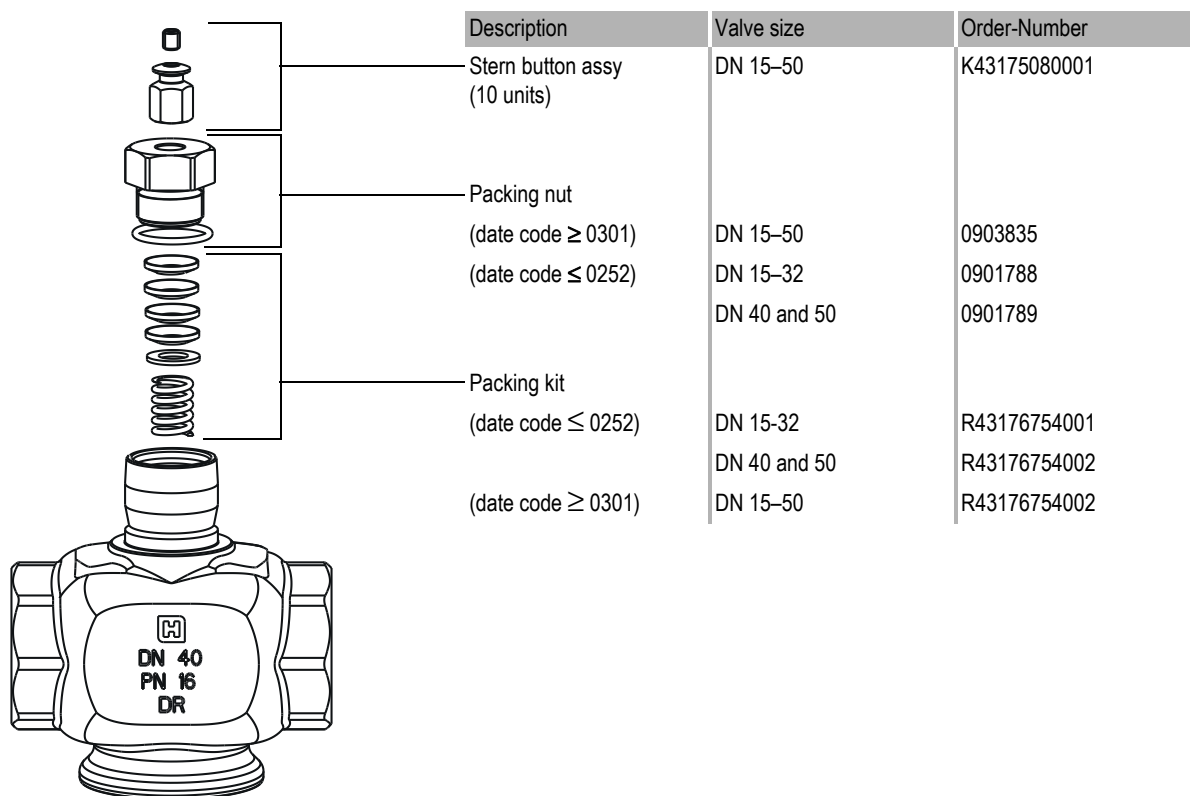 Description Valve size Order-Number
Stern button assy DN 15–50 K43175080001
(10 units)
Packing nut
(date code ≥ 0301) DN 15–50 0903835
(date code ≤ 0252) DN 15–32 0901788
DN 40 and 50 0901789
Packing kit
(date code ≤ 0252) DN 15-32 R43176754001
DN 40 and 50 R43176754002
(date code ≥ 0301) DN 15–50 R43176754002
H
DN 40
PN 16
DR